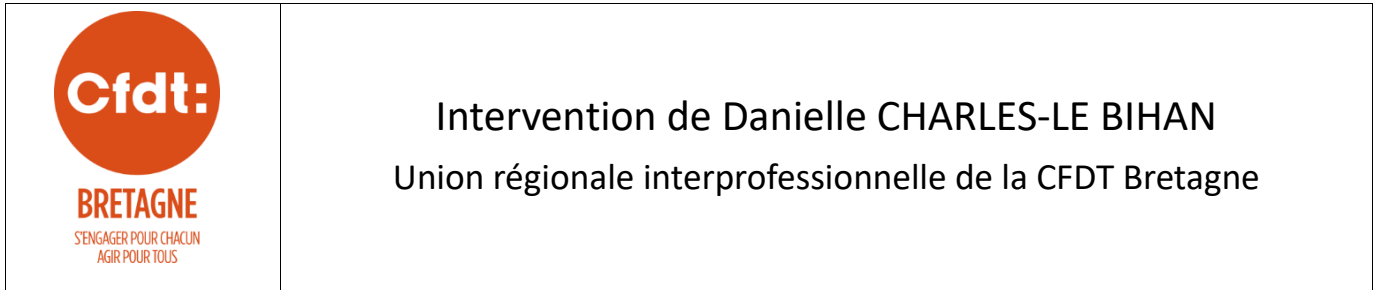 Cfdt:
BRETAGNE
S'ENGAGER POUR CHACUN
AGIR POUR TOUS
Intervention de Danielle CHARLES-LE BIHAN
Union régionale interprofessionnelle de la CFDT Bretagne